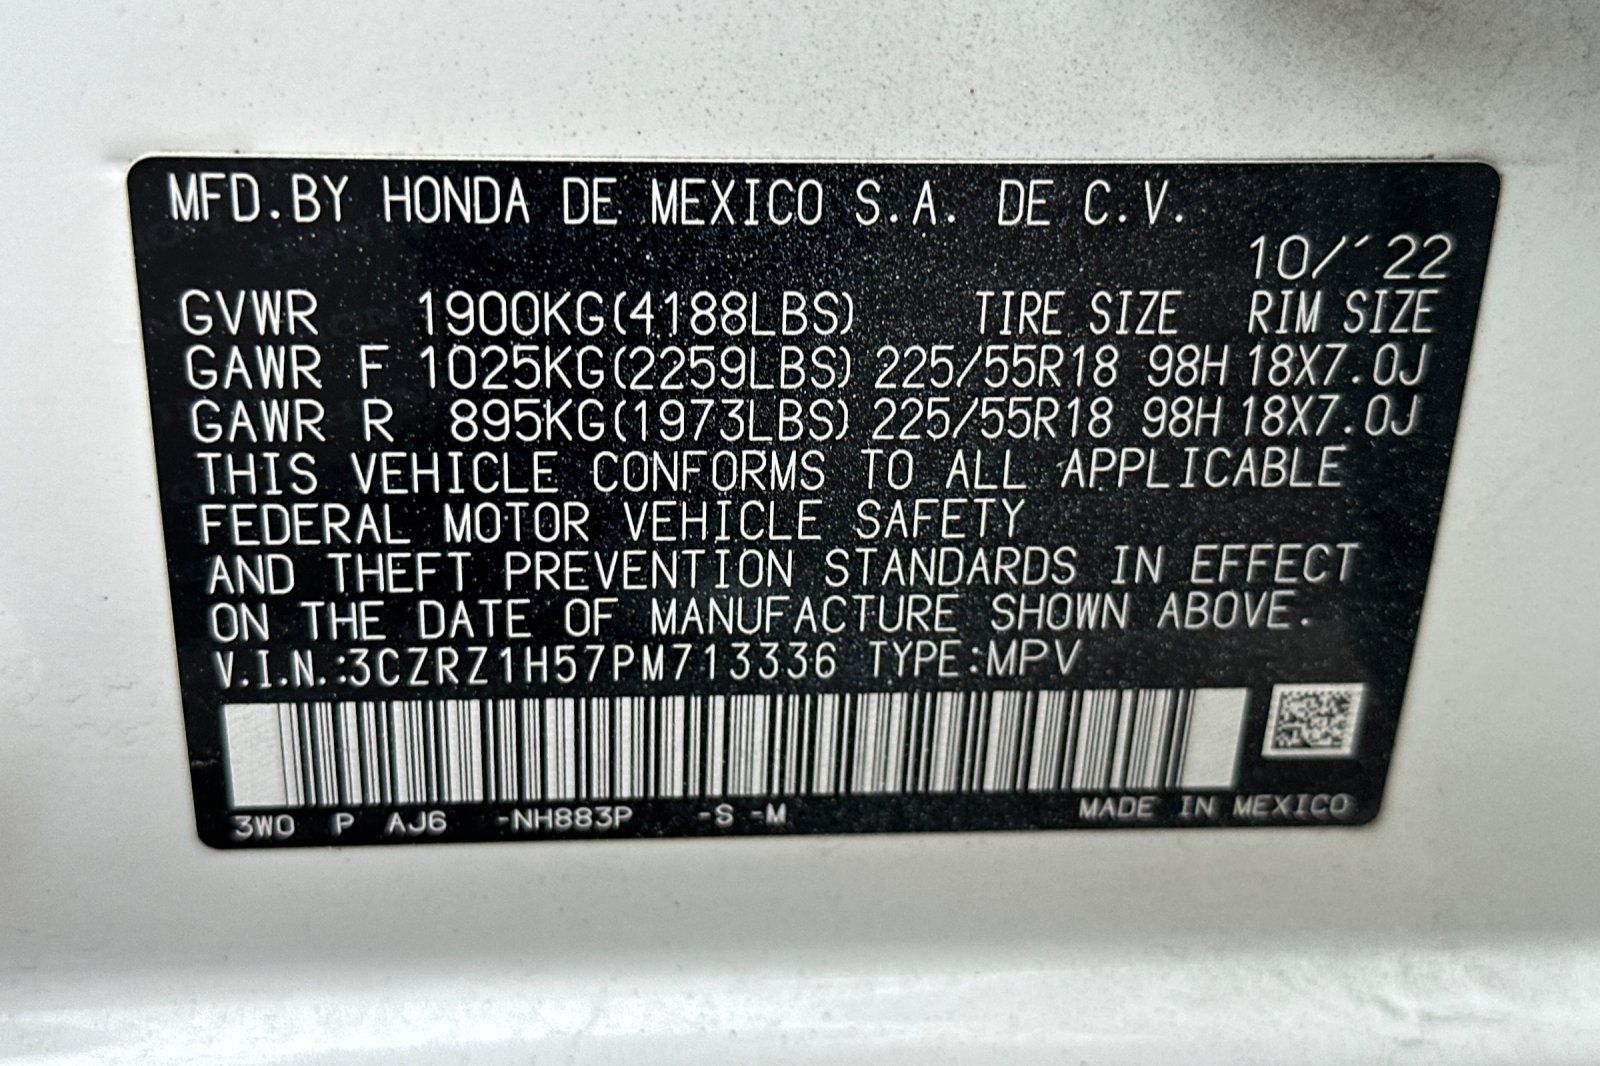 MFD.BY HONDA DE MEXICO S.A. DE C.V.
10/´22
GVWR 1900KG(4188LBS) TIRE SIZE RIM SIZE
GAWR F 1025KG(2259LBS) 225/55R18 98H 18X7.0J
GAWR R 895KG(1973LBS) 225/55R18 98H 18X7.0J
THIS VEHICLE CONFORMS TO ALL APPLICABLE
FEDERAL MOTOR VEHICLE SAFETY
AND THEFT PREVENTION STANDARDS IN EFFECT
ON THE DATE OF MANUFACTURE SHOWN ABOVE.
V.I.N.:3CZRZ1H57PM713336 TYPE:MPV
3W0 P AJ6 -NH883P -S -M MADE IN MEXICO